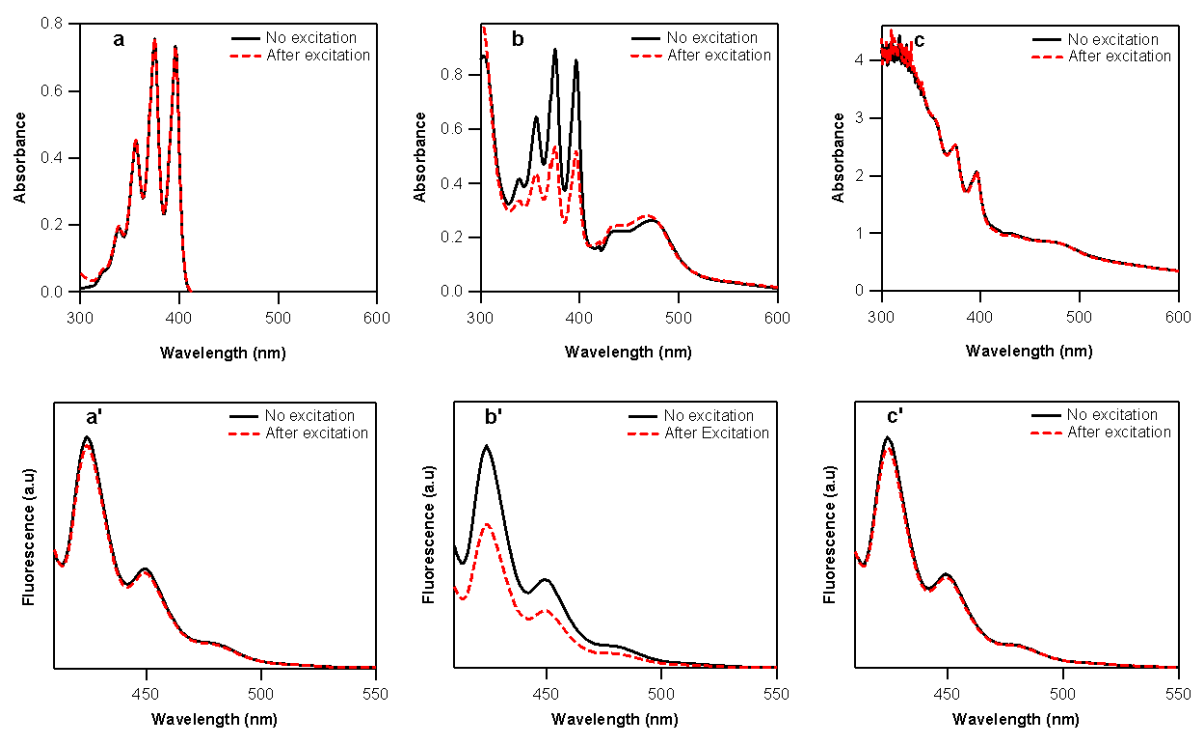 a
No excitation
After excitation
0.8
0.6
0.4
0.2
0.0
Absorbance
300
400
500
600
Wavelength (nm)
b
No excitation
After excitation
0.8
0.6
0.4
0.2
0.0
Absorbance
300
400
500
600
Wavelength (nm)
c
No excitation
After excitation
4
3
2
1
0
Absorbance
300
400
500
600
Wavelength (nm)
a'
No excitation
After excitation
Fluorescence (a.u)
450
500
550
Wavelength (nm)
b'
No excitation
After Excitation
Fluorescence (a.u)
450
500
550
Wavelength (nm)
c'
No excitation
After excitation
Fluorescence (a.u)
450
500
550
Wavelength (nm)